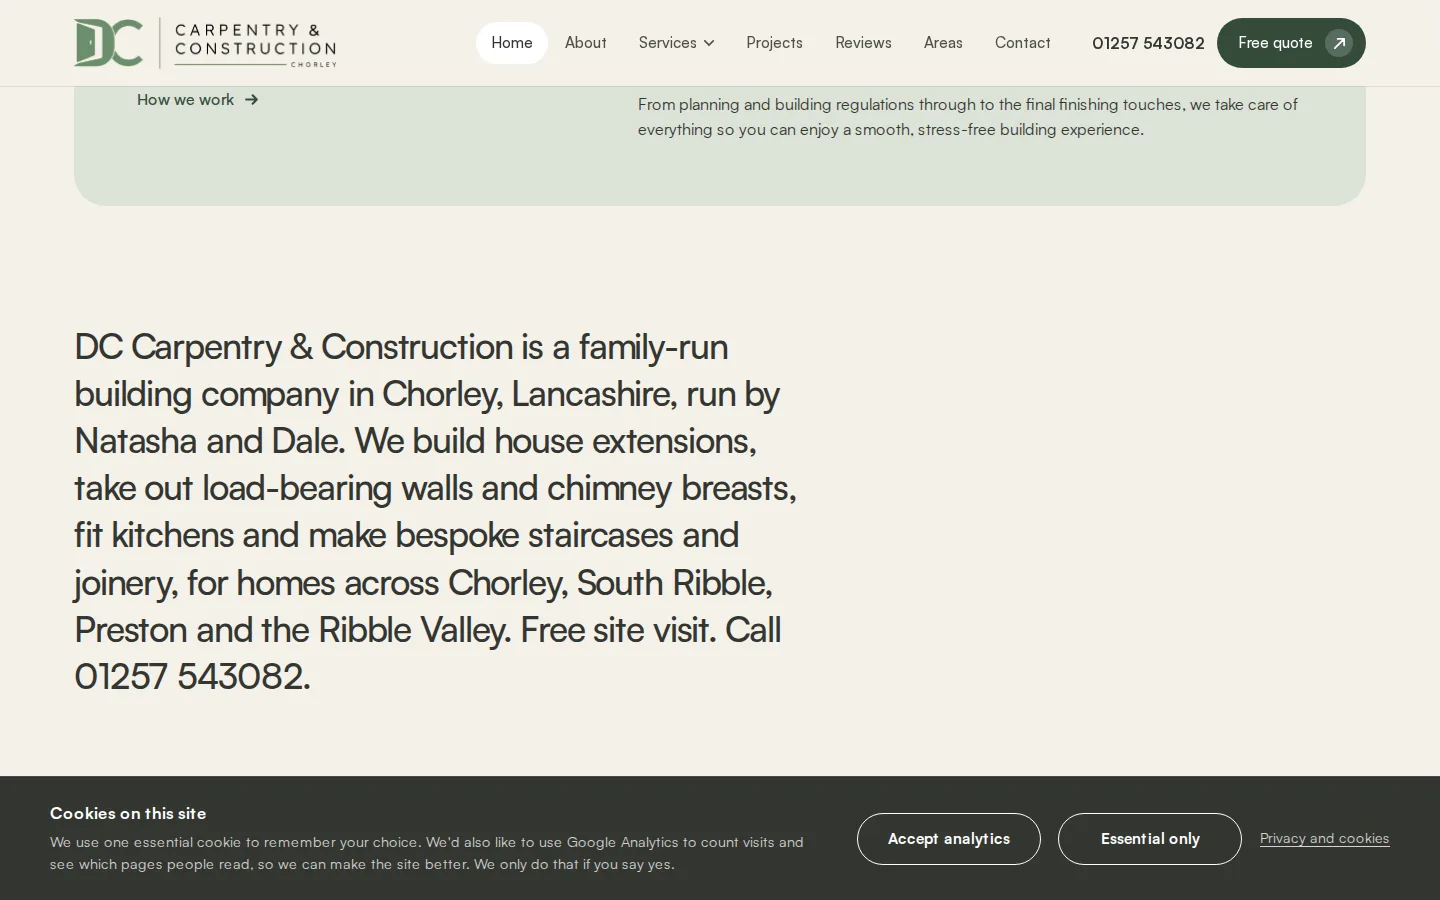 DC CARPENTRY &
CONSTRUCTION
CHORLEY
Home About Services Projects Reviews Areas Contact 01257 543082 Free quote
How we work
From planning and building regulations through to the final finishing touches, we take care of
everything so you can enjoy a smooth, stress-free building experience.
DC Carpentry & Construction is a family-run
building company in Chorley, Lancashire, run by
Natasha and Dale. We build house extensions,
take out load-bearing walls and chimney breasts,
fit kitchens and make bespoke staircases and
joinery, for homes across Chorley, South Ribble,
Preston and the Ribble Valley. Free site visit. Call
01257 543082.
Cookies on this site
We use one essential cookie to remember your choice. We'd also like to use Google Analytics to count visits and
see which pages people read, so we can make the site better. We only do that if you say yes.
Accept analytics Essential only Privacy and cookies